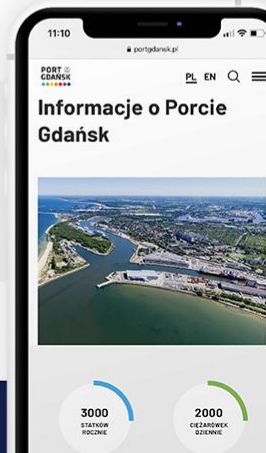 11:10
portgdansk.pl
PORT
GDAŃSK
PL EN
Informacje o Porcie
Gdańsk
3000
STATKÓW
ROCZNIE
2000
CIĘŻARÓWEK
DZIENNIE